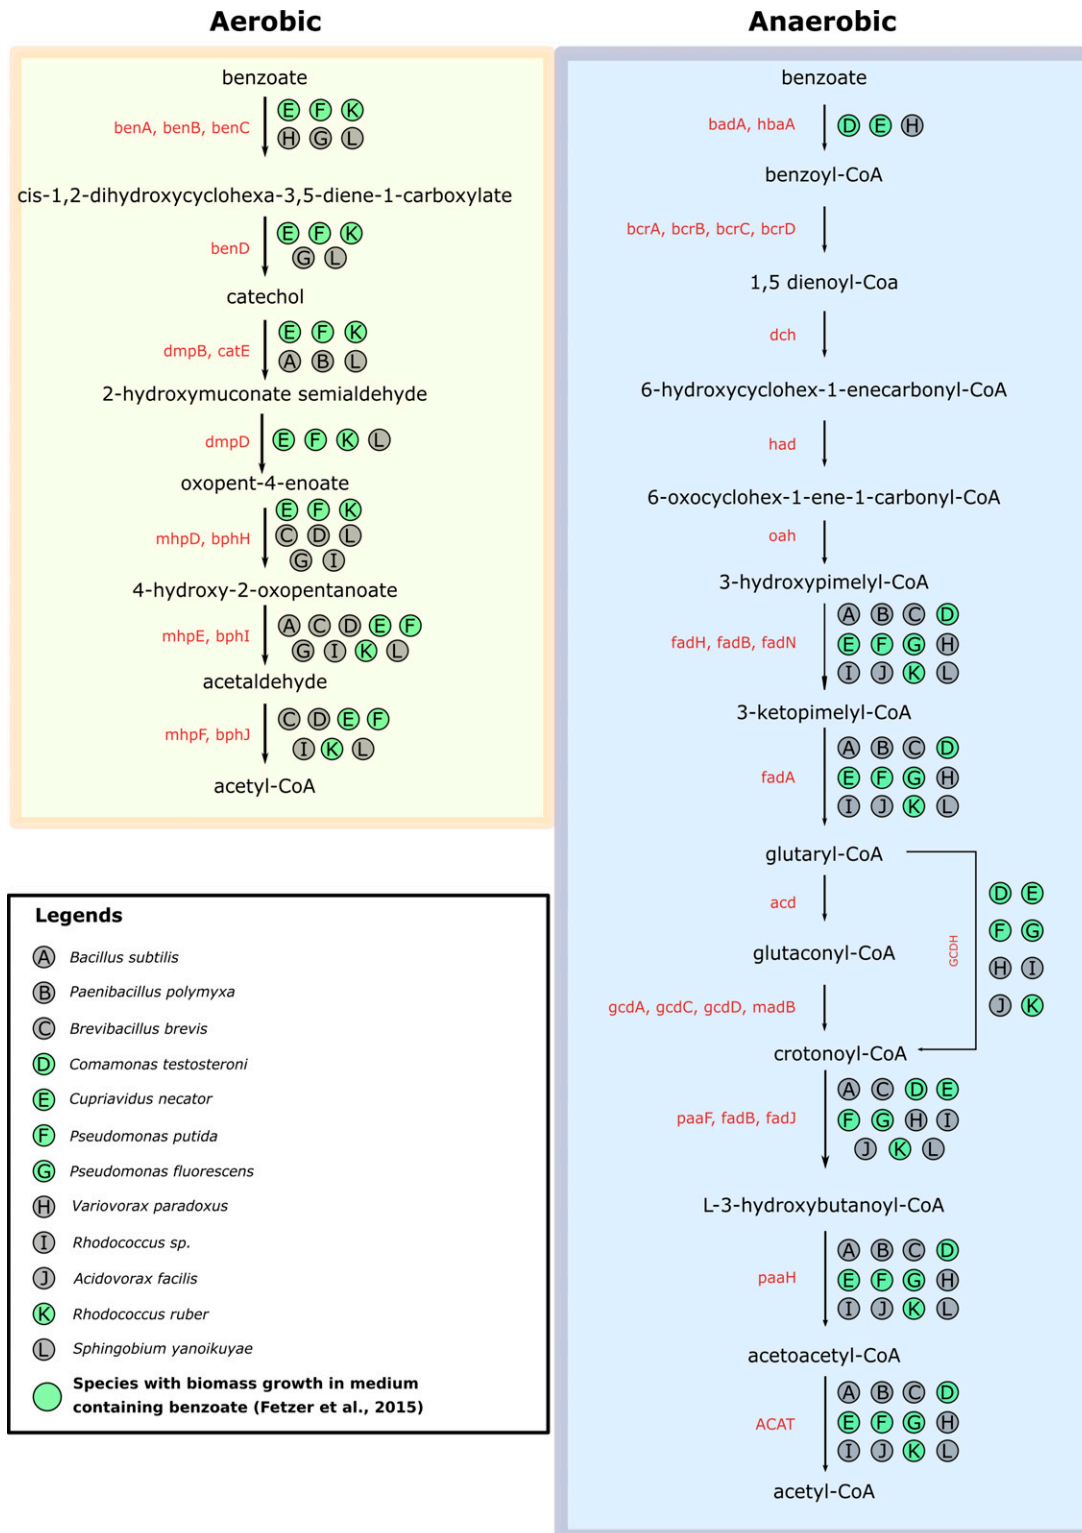 Aerobic
benzoate
benA, benB, benC
E F K
H G L
cis-1,2-dihydroxycyclohexa-3,5-diene-1-carboxylate
benD
E F K
G L
catechol
dmpB, catE
E F K
A B L
2-hydroxymuconate semialdehyde
dmpD
E F K L
oxopent-4-enoate
mhpD, bphH
E F K
C D L
G I
4-hydroxy-2-oxopentanoate
mhpE, bphI
A C D E F
G I K L
acetaldehyde
mhpF, bphJ
C D E F
I K L
acetyl-CoA
Legends
A Bacillus subtilis
B Paenibacillus polymyxa
C Brevibacillus brevis
D Comamonas testosteroni
E Cupriavidus necator
F Pseudomonas putida
G Pseudomonas fluorescens
H Variovorax paradoxus
I Rhodococcus sp.
J Acidovorax facilis
K Rhodococcus ruber
L Sphingobium yanoikuyae
Species with biomass growth in medium
containing benzoate (Fetzer et al., 2015)
Anaerobic
benzoate
badA, hbaA
D E H
benzoyl-CoA
bcrA, bcrB, bcrC, bcrD
1,5 dienoyl-Coa
dch
6-hydroxycyclohex-1-enecarbonyl-CoA
had
6-oxocyclohex-1-ene-1-carbonyl-CoA
oah
3-hydroxypimelyl-CoA
fadH, fadB, fadN
A B C D
E F G H
I J K L
3-ketopimelyl-CoA
fadA
A B C D
E F G H
I J K L
glutaryl-CoA
acd
glutaconyl-CoA
gcdA, gcdC, gcdD, madB
GCDH
D E
F G
H I
J K
crotonoyl-CoA
paaF, fadB, fadJ
A C D E
F G H I
J K L
L-3-hydroxybutanoyl-CoA
paaH
A B C D
E F G H
I J K L
acetoacetyl-CoA
ACAT
A B C D
E F G H
I J K L
acetyl-CoA